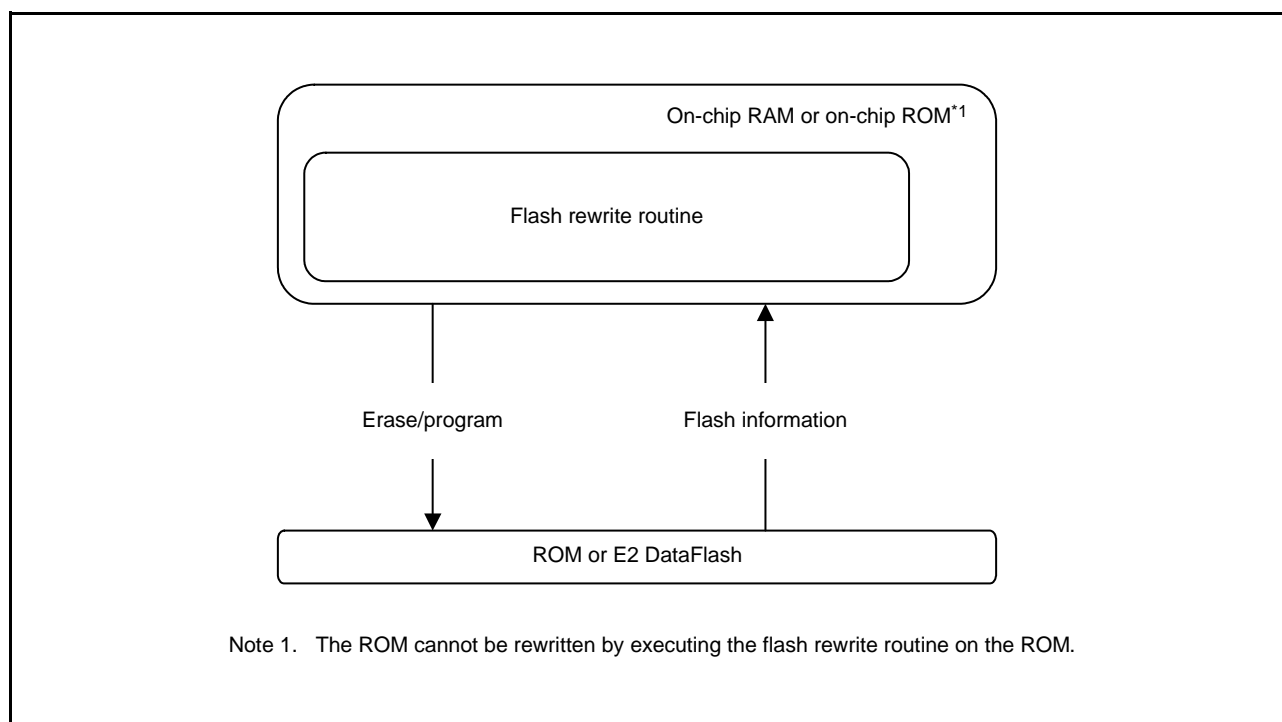 On-chip RAM or on-chip ROM*1
Flash rewrite routine
Erase/program
Flash information
ROM or E2 DataFlash
Note 1. The ROM cannot be rewritten by executing the flash rewrite routine on the ROM.